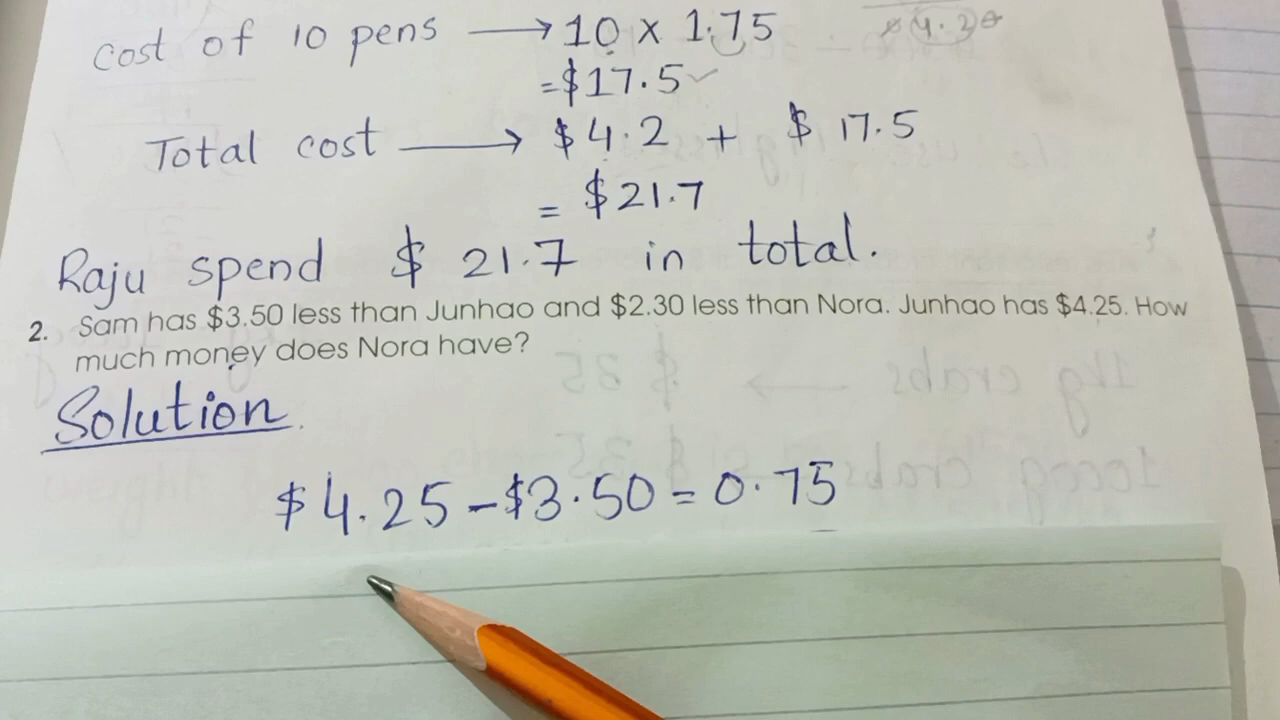 Cost of 10 pens → 10 x 1.75
= $17.5 ✓
Total cost → $4.2 + $ 17.5
= $21.7
Raju spend $ 21.7 in total.
2. Sam has $3.50 less than Junhao and $2.30 less than Nora. Junhao has $4.25. How
much money does Nora have?
Solution
$4.25 - $3.50 = 0.75